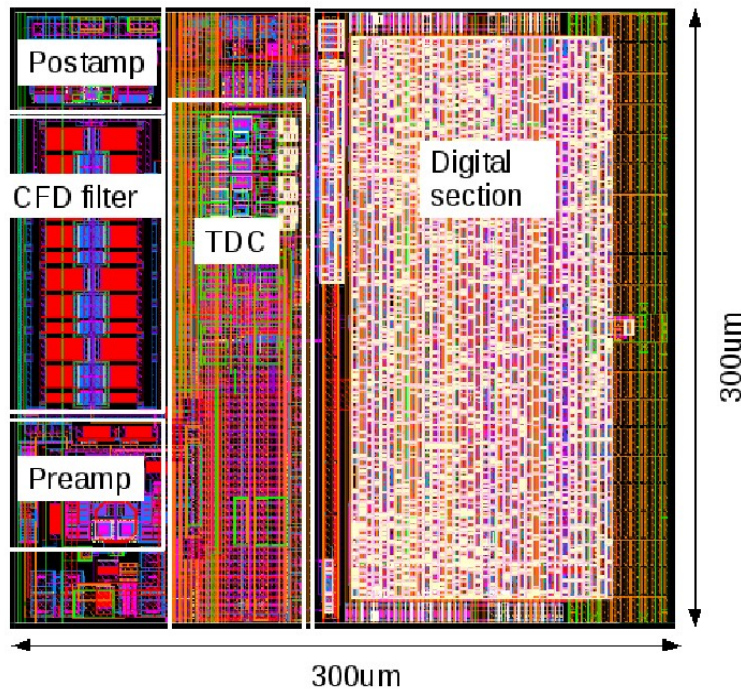 Postamp
CFD filter
TDC
Digital
section
Preamp
300um
300um